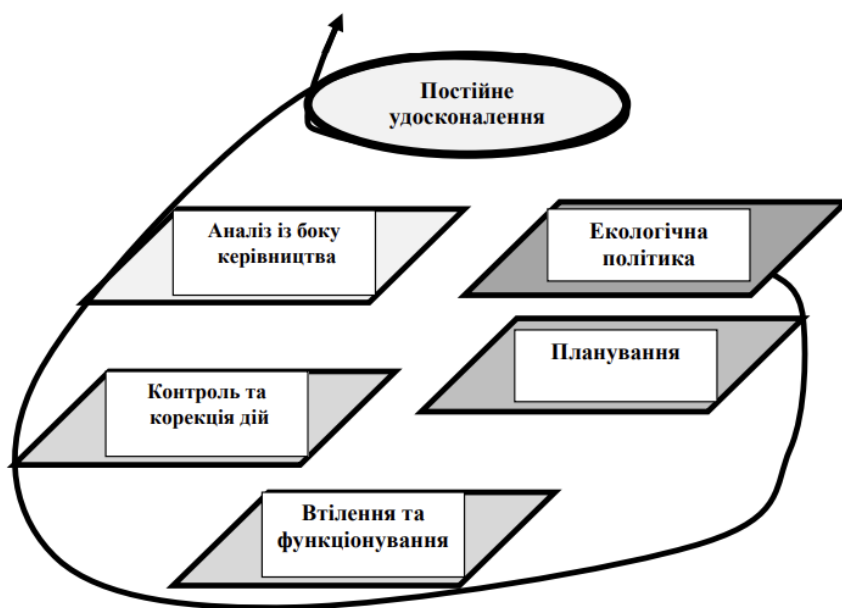 Постійне
удосконалення
Аналіз із боку
керівництва
Екологічна
політика
Планування
Контроль та
корекція дій
Втілення та
функціонування